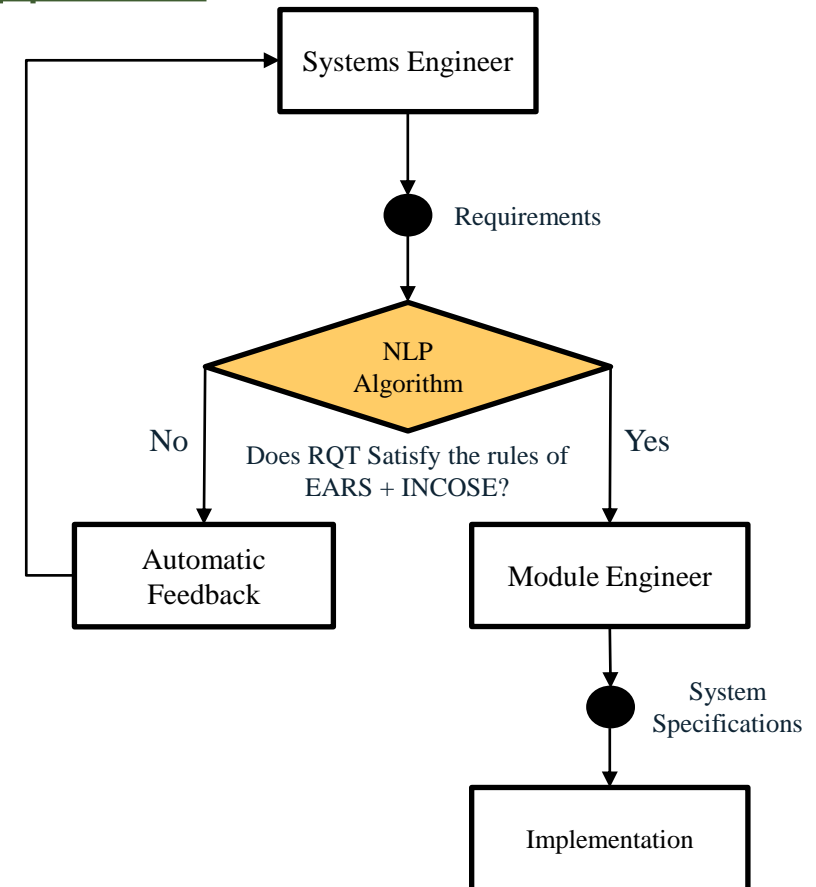 Systems Engineer
Requirements
NLP
Algorithm
No
Yes
Does RQT Satisfy the rules of
EARS + INCOSE?
Automatic
Feedback
Module Engineer
System
Specifications
Implementation